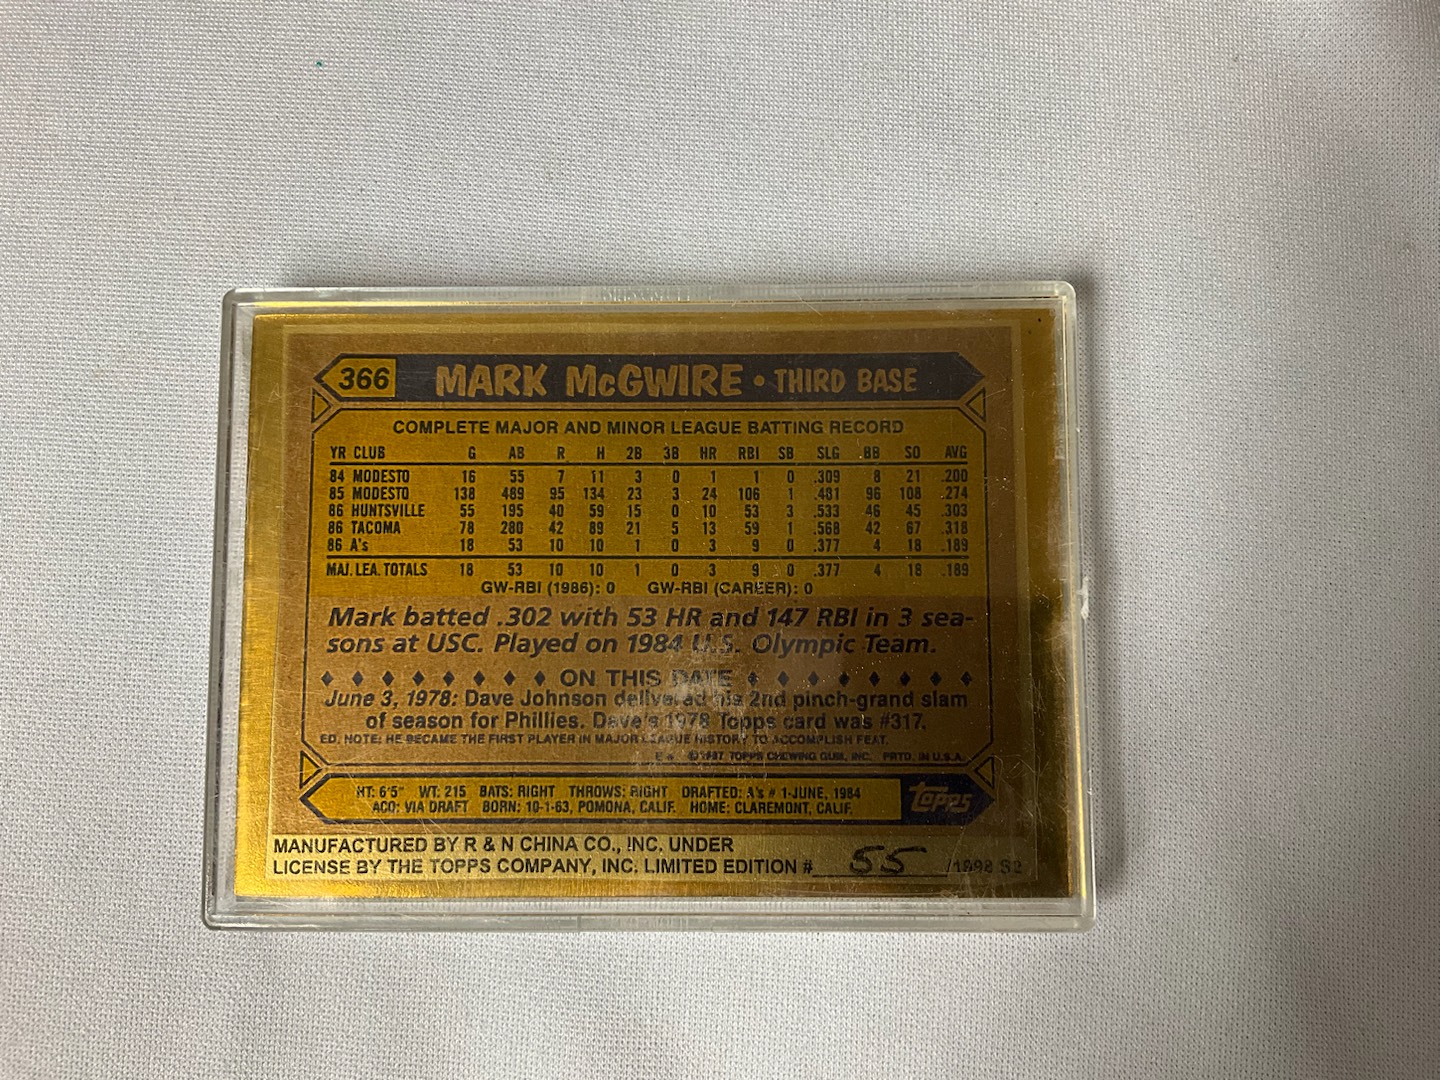 366 MARK McGWIRE • THIRD BASE
COMPLETE MAJOR AND MINOR LEAGUE BATTING RECORD
YR CLUB G AB R H 2B 3B HR RBI SB SLG BB SO AVG
84 MODESTO 16 55 7 11 3 0 1 1 0 .309 8 21 .200
85 MODESTO 138 489 95 134 23 3 24 106 1 .481 96 108 .274
86 HUNTSVILLE 55 195 40 59 15 0 10 53 3 .533 46 45 .303
86 TACOMA 78 280 42 89 21 5 13 59 1 .568 42 67 .318
86 A's 18 53 10 10 1 0 3 9 0 .377 4 18 .189
MAJ. LEA. TOTALS 18 53 10 10 1 0 3 9 0 .377 4 18 .189
GW-RBI (1986): 0 GW-RBI (CAREER): 0
Mark batted .302 with 53 HR and 147 RBI in 3 sea-
sons at USC. Played on 1984 U.S. Olympic Team.
ON THIS DATE
June 3, 1978: Dave Johnson delivered his 2nd pinch-grand slam
of season for Phillies. Dave's 1978 Topps card was #317.
ED. NOTE: HE BECAME THE FIRST PLAYER IN MAJOR LEAGUE HISTORY TO ACCOMPLISH FEAT.
©1987 TOPPS CHEWING GUM, INC. PRTD. IN U.S.A.
HT: 6'5" WT: 215 BATS: RIGHT THROWS: RIGHT DRAFTED: A's # 1-JUNE, 1984
ACQ: VIA DRAFT BORN: 10-1-63, POMONA, CALIF. HOME: CLAREMONT, CALIF.
topps
MANUFACTURED BY R & N CHINA CO., INC. UNDER
LICENSE BY THE TOPPS COMPANY, INC. LIMITED EDITION # 55 /1998 S2